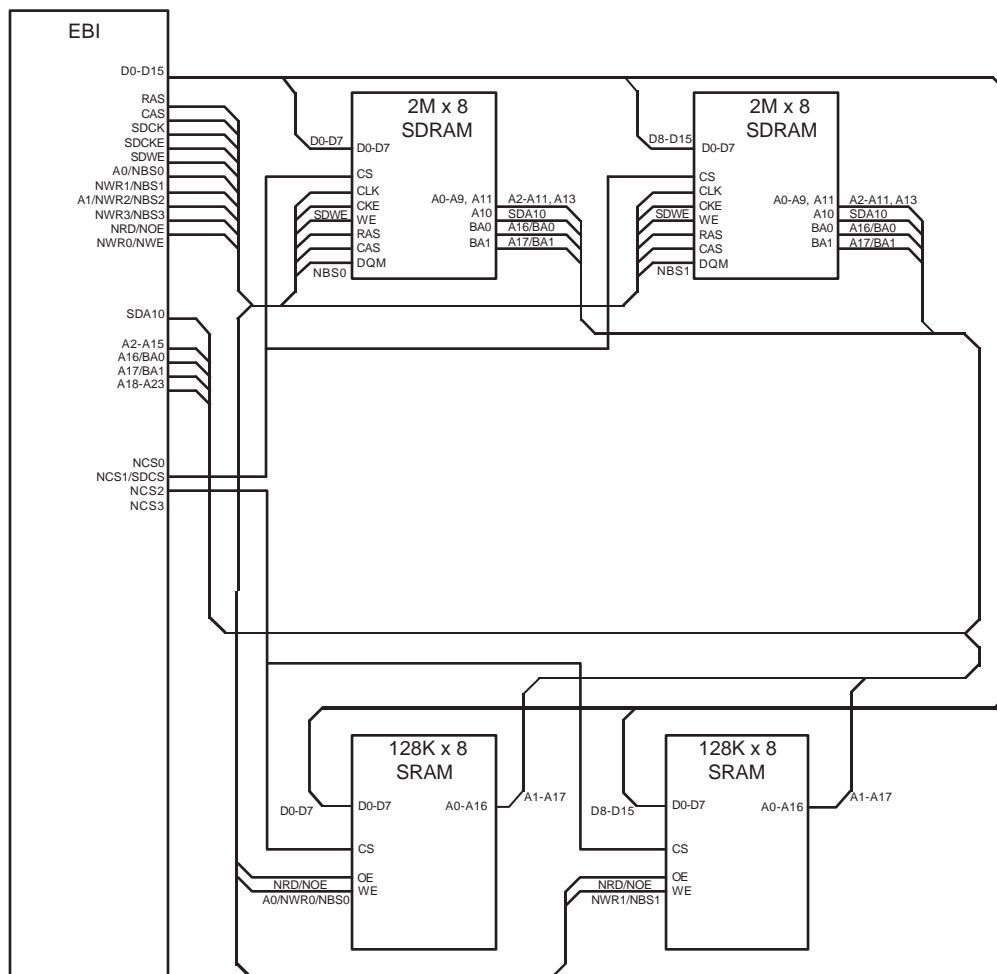 EBI
D0-D15
RAS
CAS
SDCK
SDCKE
SDWE
A0/NBS0
NWR1/NBS1
A1/NWR2/NBS2
NWR3/NBS3
NRD/NOE
NWR0/NWE
SDA10
A2-A15
A16/BA0
A17/BA1
A18-A23
NCS0
NCS1/SDCS
NCS2
NCS3
2M x 8
SDRAM
D0-D7
D0-D7
CS
CLK
CKE
SDWE
WE
RAS
CAS
DQM
NBS0
A0-A9, A11
A10
BA0
BA1
A2-A11, A13
SDA10
A16/BA0
A17/BA1
2M x 8
SDRAM
D8-D15
D0-D7
CS
CLK
CKE
SDWE
WE
RAS
CAS
DQM
NBS1
A0-A9, A11
A10
BA0
BA1
A2-A11, A13
SDA10
A16/BA0
A17/BA1
128K x 8
SRAM
D0-D7
D0-D7
A0-A16
A1-A17
CS
OE
NRD/NOE
WE
A0/NWR0/NBS0
128K x 8
SRAM
D8-D15
D0-D7
A0-A16
A1-A17
CS
OE
NRD/NOE
WE
NWR1/NBS1